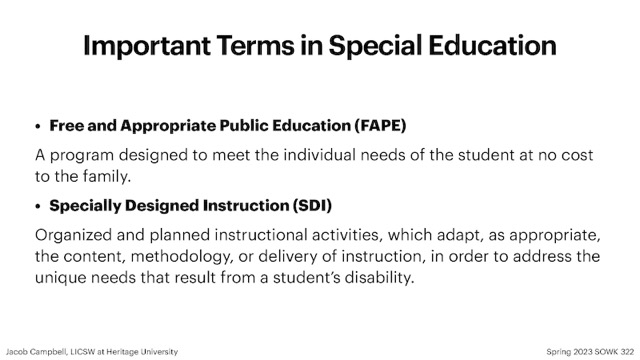 Important Terms in Special Education
• Free and Appropriate Public Education (FAPE)
A program designed to meet the individual needs of the student at no cost
to the family.
• Specially Designed Instruction (SDI)
Organized and planned instructional activities, which adapt, as appropriate,
the content, methodology, or delivery of instruction, in order to address the
unique needs that result from a student’s disability.
Jacob Campbell, LICSW at Heritage University
Spring 2023 SOWK 322